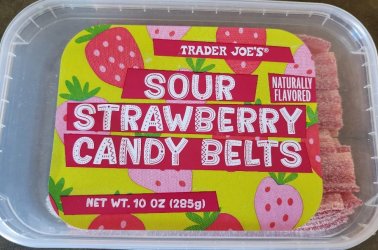 TRADER JOE'S®
SOUR
NATURALLY
FLAVORED
STRAWBERRY
CANDY BELTS
NET WT. 10 OZ (285g)